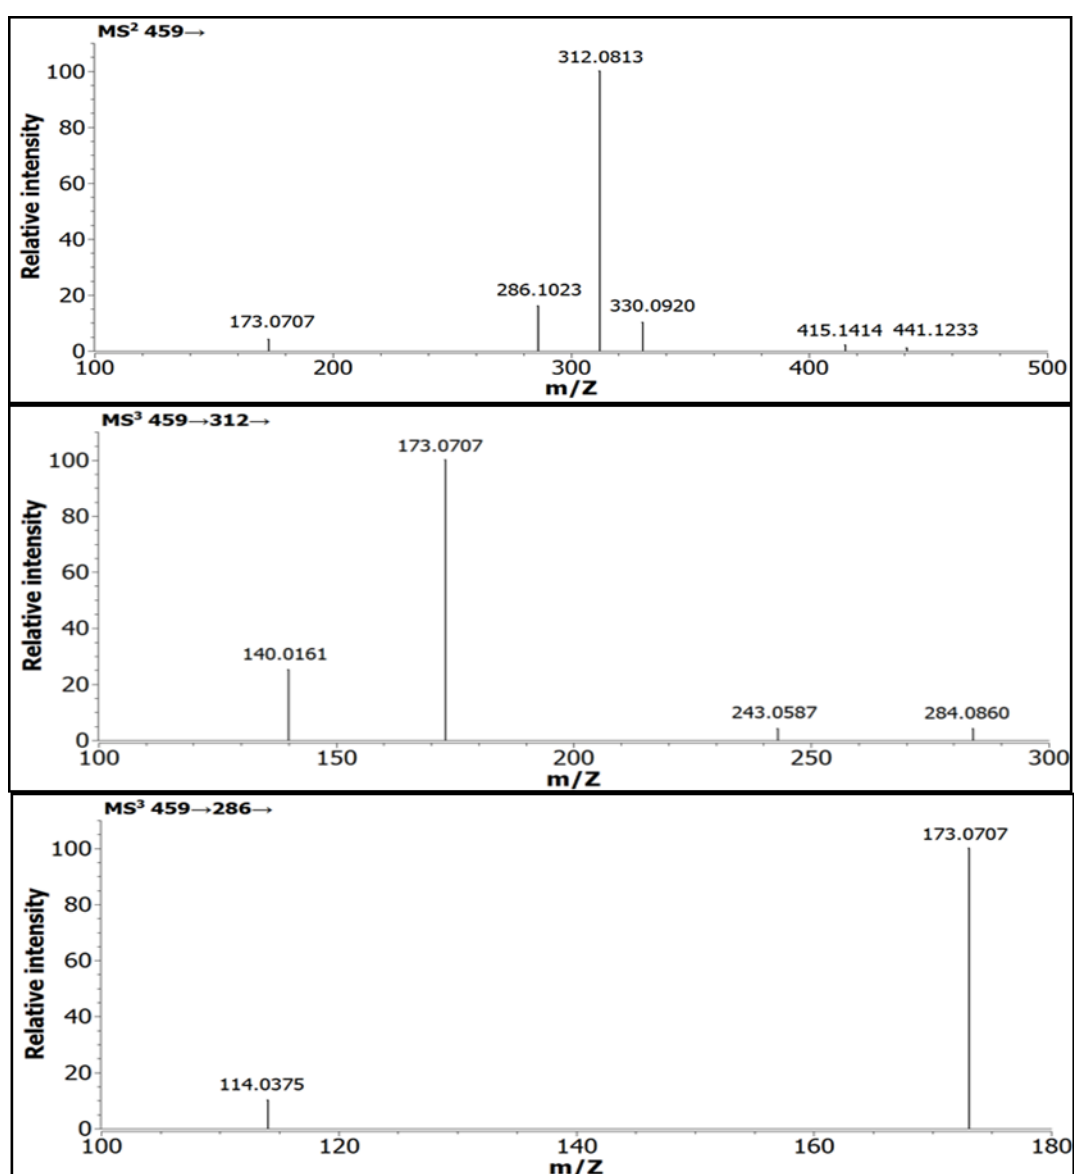 MS² 459→
312.0813
286.1023
330.0920
173.0707
415.1414 441.1233
Relative intensity
100
80
60
40
20
0
100 200 300 400 500
m/Z
MS³ 459→312→
173.0707
140.0161
243.0587 284.0860
Relative intensity
100
80
60
40
20
0
100 150 200 250 300
m/Z
MS³ 459→286→
173.0707
114.0375
Relative intensity
100
80
60
40
20
0
100 120 140 160 180
m/Z